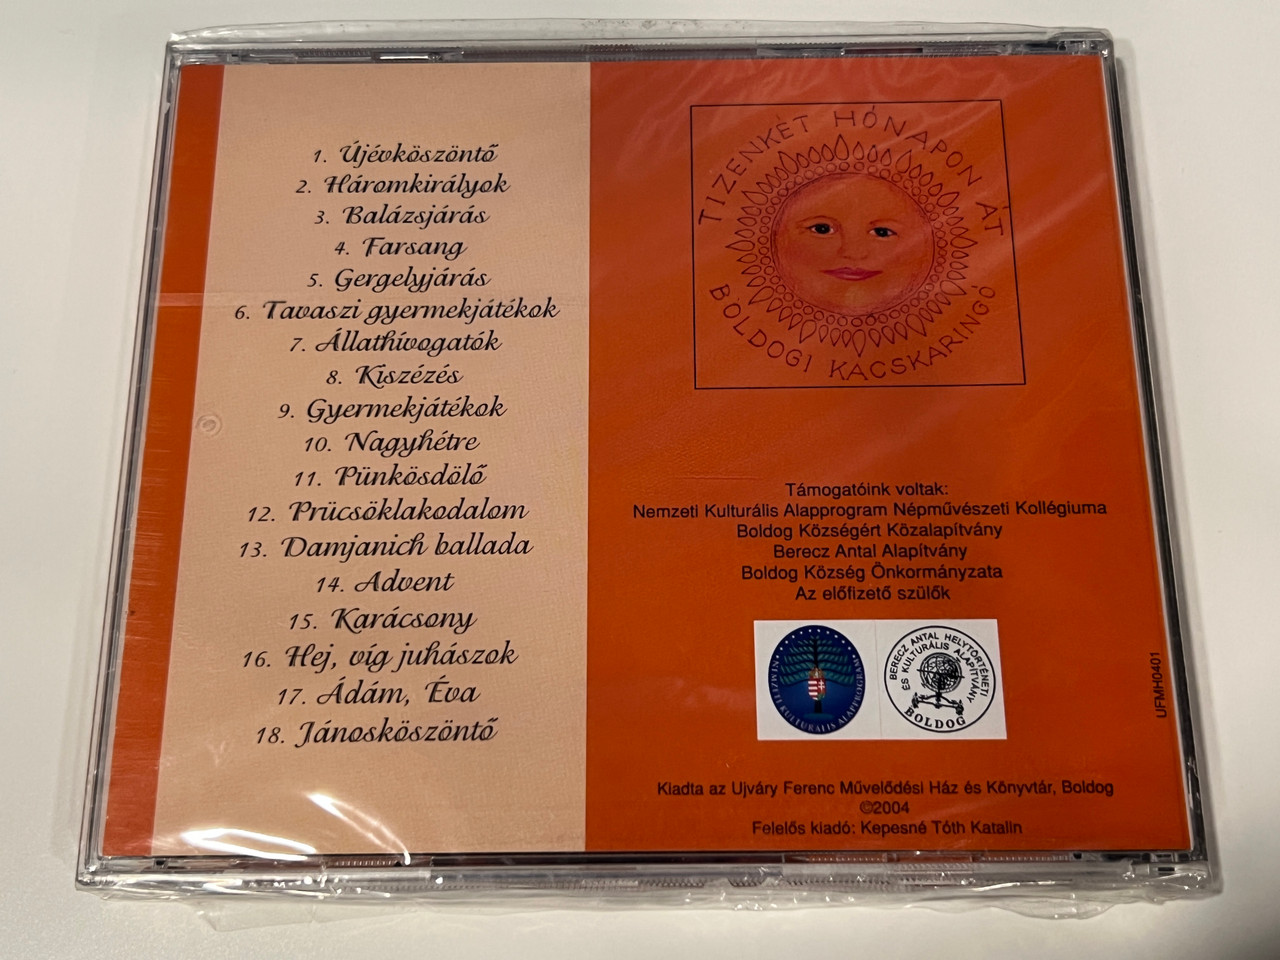 1. Újévköszöntő
2. Háromkirályok
3. Balázsjárás
4. Farsang
5. Gergelyjárás
6. Tavaszi gyermekjátékok
7. Állathívogatók
8. Kiszézés
9. Gyermekjátékok
10. Nagyhétre
11. Pünkösdölő
12. Prücsöklakodalom
13. Damjanich ballada
14. Advent
15. Karácsony
16. Hej, víg juhászok
17. Ádám, Éva
18. Jánosköszöntő
TIZENKÉT HÓNAPON ÁT
BOLDOGI KACSKARINGÓ
Támogatóink voltak:
Nemzeti Kulturális Alapprogram Népművészeti Kollégiuma
Boldog Községért Közalapítvány
Berecz Antal Alapítvány
Boldog Község Önkormányzata
Az előfizető szülők
NEMZETI KULTURÁLIS ALAPPROGRAM
BERECZ ANTAL HELYTÖRTÉNETI
ÉS KULTURÁLIS ALAPÍTVÁNY
BOLDOG
UFMH0401
Kiadta az Ujváry Ferenc Művelődési Ház és Könyvtár, Boldog
©2004
Felelős kiadó: Kepesné Tóth Katalin